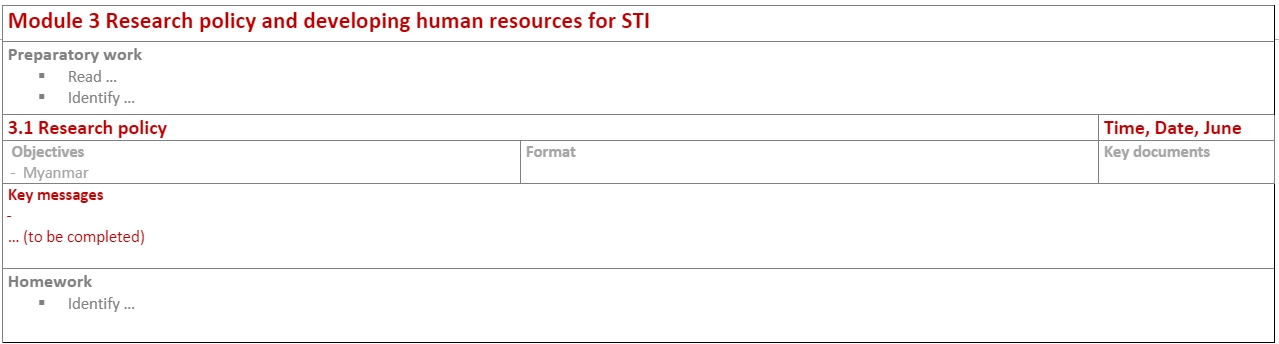 Module 3 Research policy and developing human resources for STI
Preparatory work
▪ Read ...
▪ Identify ...
3.1 Research policy Time, Date, June
Objectives Format Key documents
- Myanmar
Key messages
-
... (to be completed)
Homework
▪ Identify ...